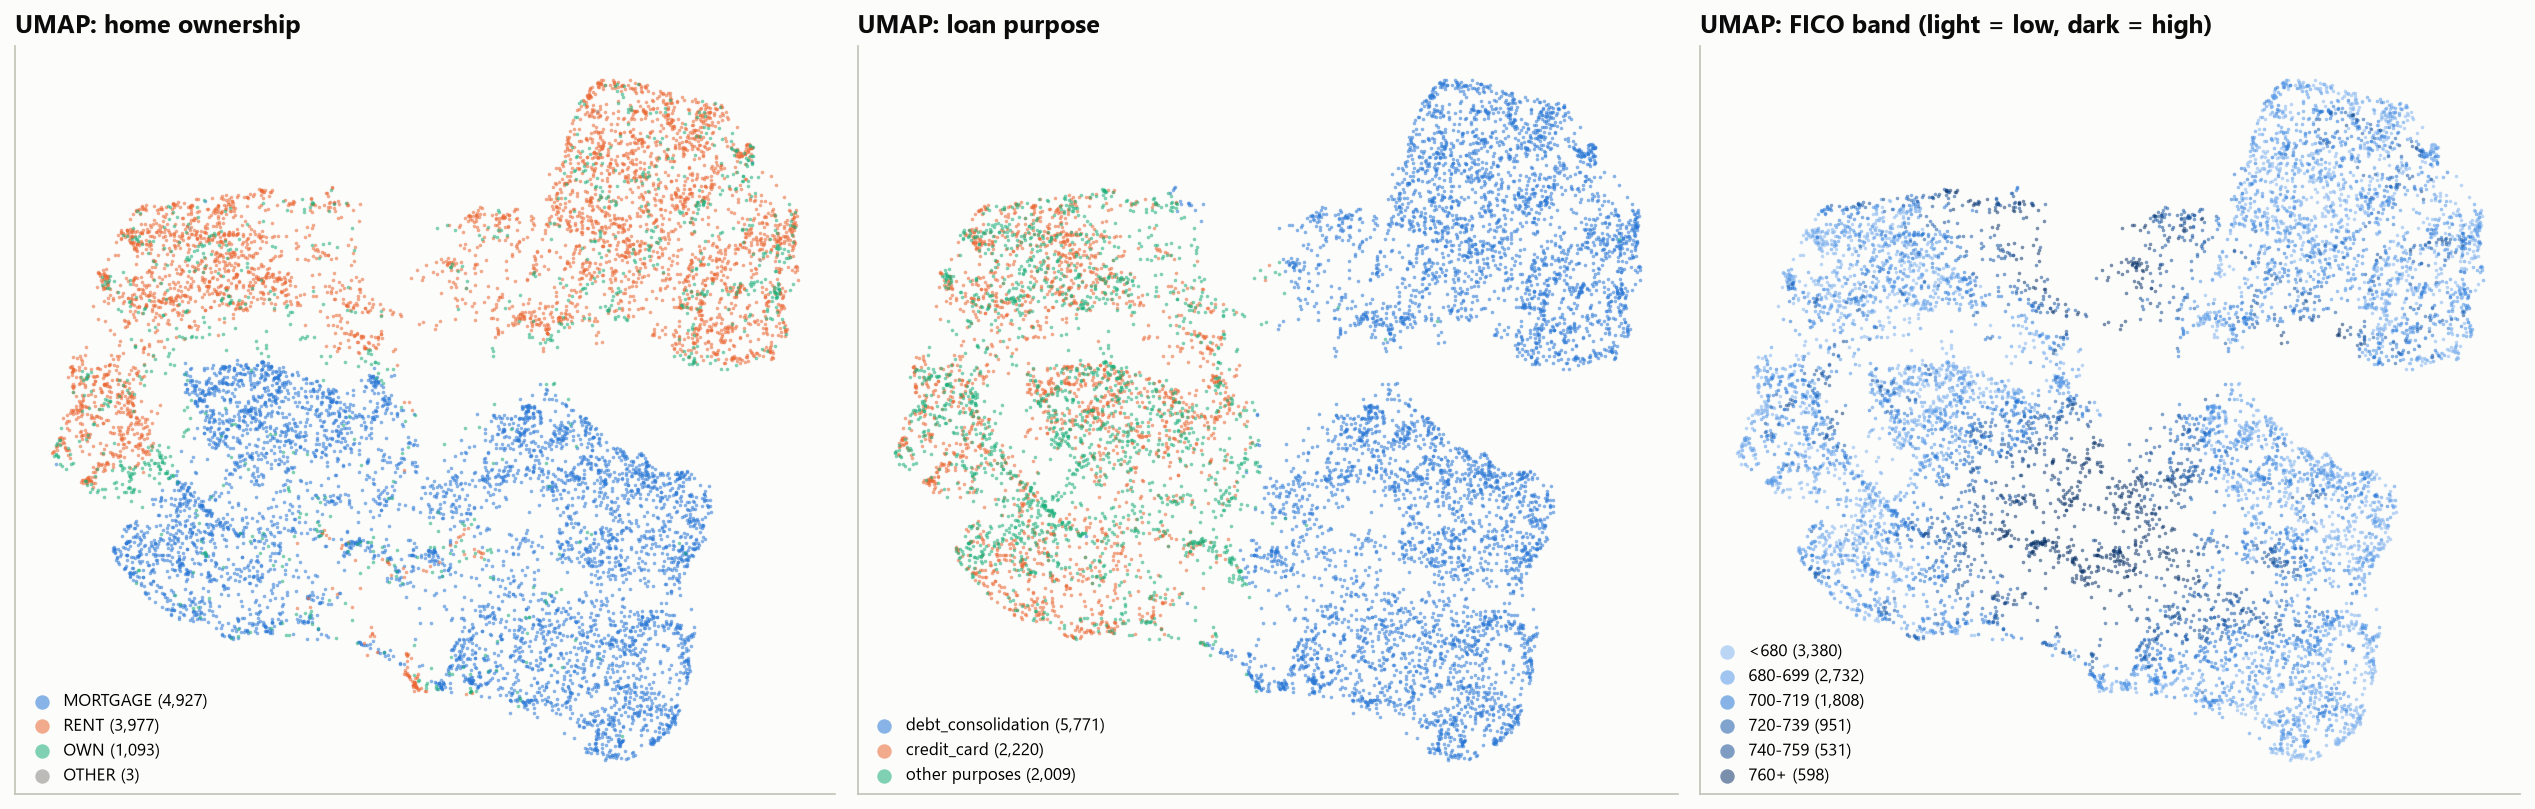 UMAP: home ownership
MORTGAGE (4,927)
RENT (3,977)
OWN (1,093)
OTHER (3)
UMAP: loan purpose
debt_consolidation (5,771)
credit_card (2,220)
other purposes (2,009)
UMAP: FICO band (light = low, dark = high)
<680 (3,380)
680-699 (2,732)
700-719 (1,808)
720-739 (951)
740-759 (531)
760+ (598)